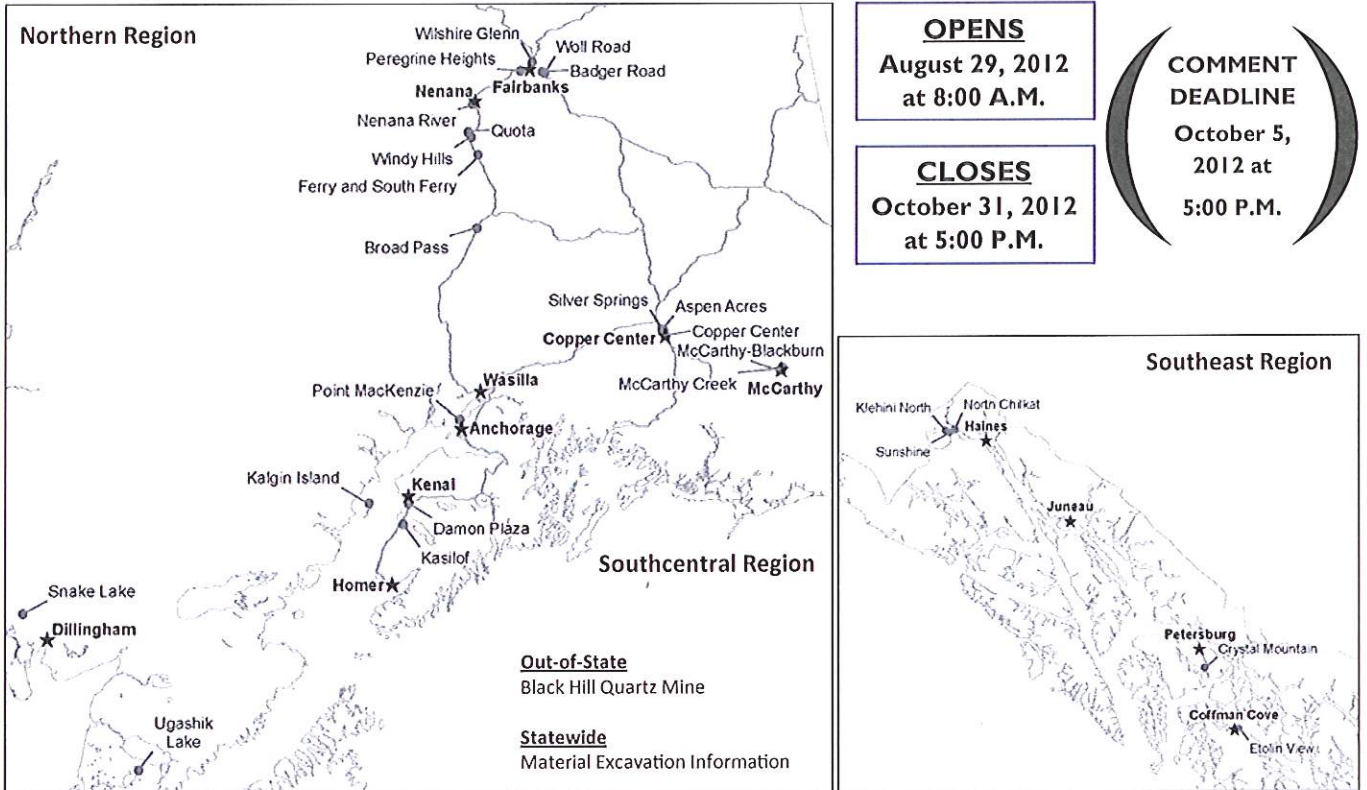 Northern Region
Wilshire Glenn
Woll Road
Peregrine Heights
Badger Road
Fairbanks
Nenana
Nenana River
Quota
Windy Hills
Ferry and South Ferry
Broad Pass
Silver Springs
Aspen Acres
Copper Center
Copper Center
McCarthy-Blackburn
McCarthy Creek
McCarthy
Wasilla
Point MacKenzie
Anchorage
Kalgin Island
Kenai
Damon Plaza
Kasilof
Southcentral Region
Homer
Snake Lake
Dillingham
Ugashik
Lake
Out-of-State
Black Hill Quartz Mine
Statewide
Material Excavation Information
OPENS
August 29, 2012
at 8:00 A.M.
CLOSES
October 31, 2012
at 5:00 P.M.
COMMENT
DEADLINE
October 5,
2012 at
5:00 P.M.
Southeast Region
Klehini North
North Chilkat
Haines
Sunshine
Juneau
Petersburg
Crystal Mountain
Coffman Cove
Etolin View